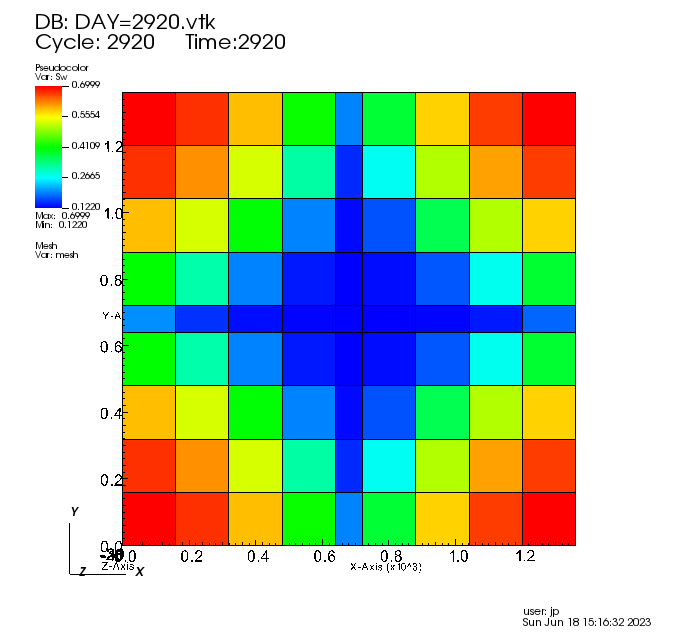 DB: DAY=2920.vtk
Cycle: 2920 Time:2920
Pseudocolor
Var: Sw
0.6999
0.5554
0.4109
0.2665
0.1220
Max: 0.6999
Min: 0.1220
Mesh
Var: mesh
1.2
1.0
0.8
Y-A
0.6
0.4
0.2
0.0
0.0 0.2 0.4 0.6 0.8 1.0 1.2
Z-Axis
X-Axis (x10^3)
Y
Z
X
user: jp
Sun Jun 18 15:16:32 2023